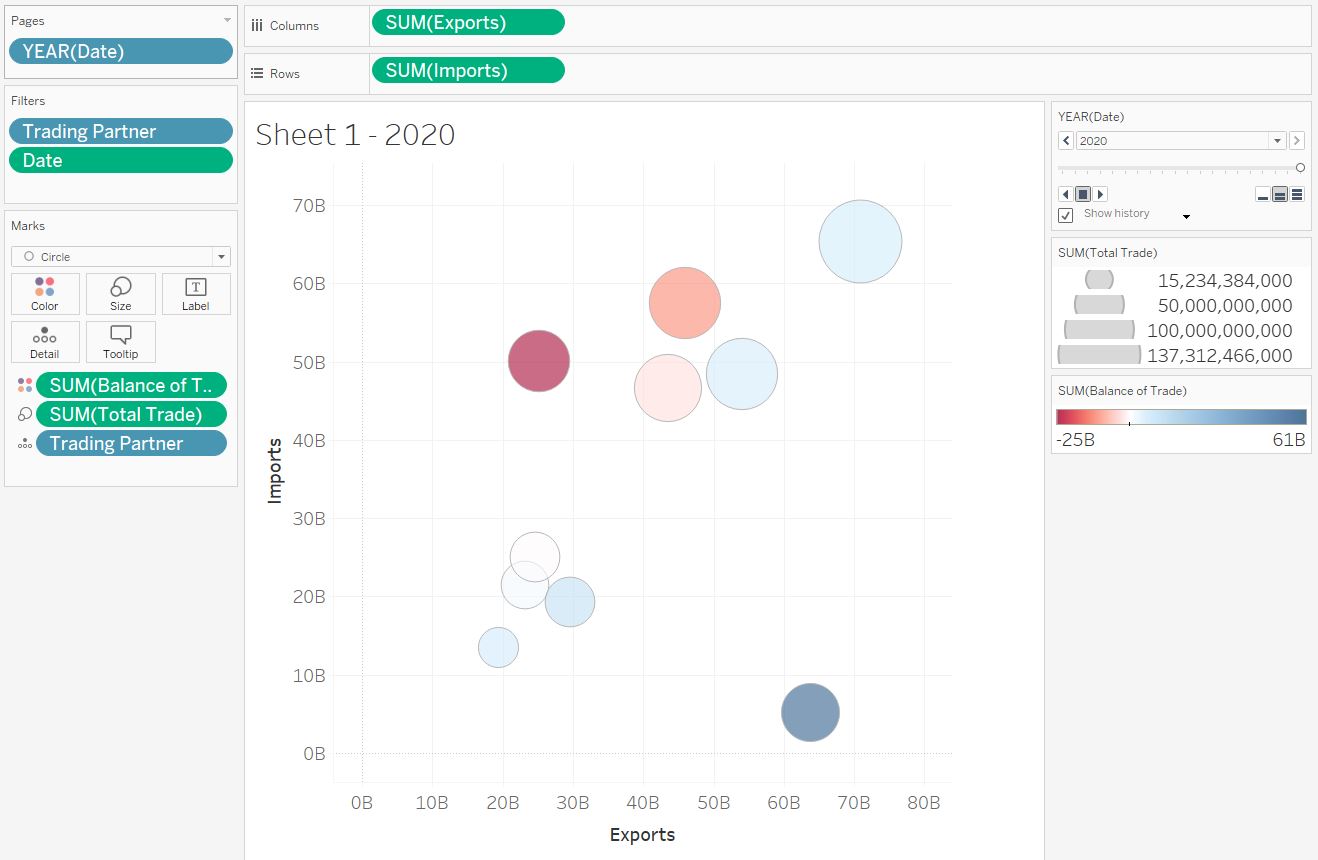 Pages
YEAR(Date)
Filters
Trading Partner
Date
Marks
Circle
Color
Size
T
Label
Detail
Tooltip
SUM(Balance of T..
SUM(Total Trade)
Trading Partner
Columns
SUM(Exports)
Rows
SUM(Imports)
Sheet 1 - 2020
70B
60B
50B
40B
30B
20B
10B
0B
Imports
0B 10B 20B 30B 40B 50B 60B 70B 80B
Exports
YEAR(Date)
2020
Show history
SUM(Total Trade)
15,234,384,000
50,000,000,000
100,000,000,000
137,312,466,000
SUM(Balance of Trade)
-25B 61B